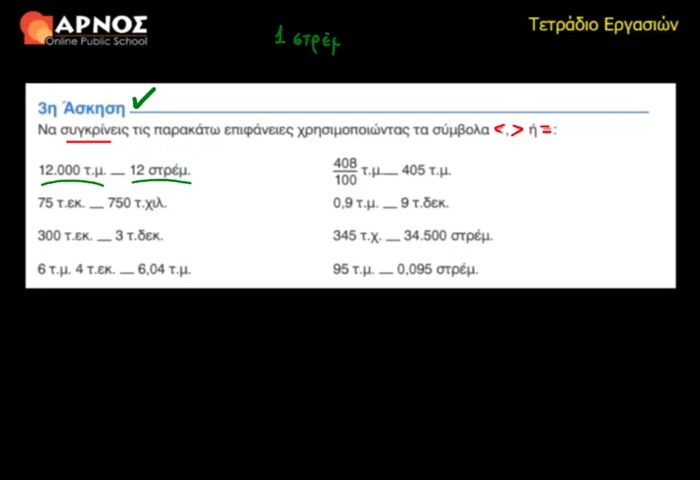 ΑΡΝΟΣ
Online Public School
Τετράδιο Εργασιών
1 στρέμ
3η Άσκηση
Να συγκρίνεις τις παρακάτω επιφάνειες χρησιμοποιώντας τα σύμβολα <, > ή =:
12.000 τ.μ. __ 12 στρέμ.
75 τ.εκ. __ 750 τ.χιλ.
300 τ.εκ. __ 3 τ.δεκ.
6 τ.μ. 4 τ.εκ. __ 6,04 τ.μ.
408/100 τ.μ. __ 405 τ.μ.
0,9 τ.μ. __ 9 τ.δεκ.
345 τ.χ. __ 34.500 στρέμ.
95 τ.μ. __ 0,095 στρέμ.